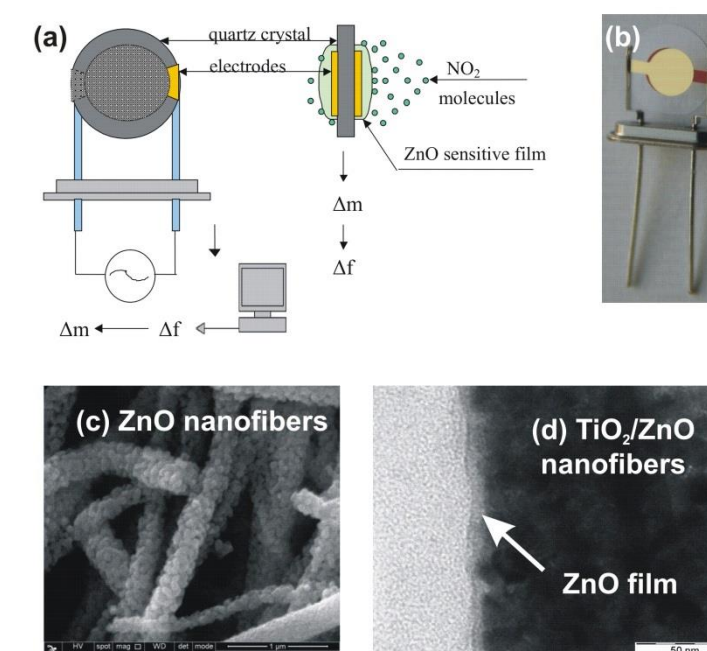 (a)
quartz crystal
electrodes
NO₂
molecules
ZnO sensitive film
Δm
Δf
Δm
Δf
(b)
(c) ZnO nanofibers
HV spot mag WD det mode 1 µm
(d) TiO₂/ZnO
nanofibers
ZnO film
50 nm